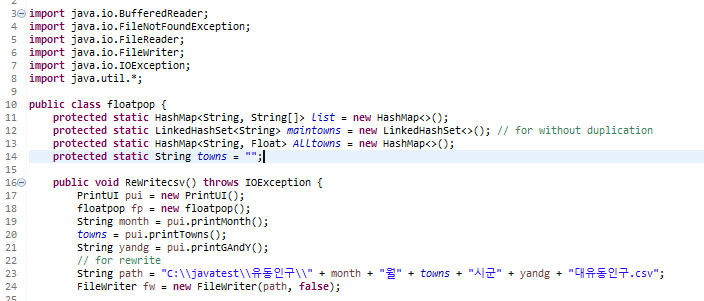 2
3 import java.io.BufferedReader;
4 import java.io.FileNotFoundException;
5 import java.io.FileReader;
6 import java.io.FileWriter;
7 import java.io.IOException;
8 import java.util.*;
9
10 public class floatpop {
11 protected static HashMap<String, String[]> list = new HashMap<>();
12 protected static LinkedHashSet<String> maintowns = new LinkedHashSet<>(); // for without duplication
13 protected static HashMap<String, Float> Alltowns = new HashMap<>();
14 protected static String towns = "";
15
16 public void ReWritecsv() throws IOException {
17 PrintUI pui = new PrintUI();
18 floatpop fp = new floatpop();
19 String month = pui.printMonth();
20 towns = pui.printTowns();
21 String yandg = pui.printGAndY();
22 // for rewrite
23 String path = "C:\\javatest\\유동인구\\" + month + "월" + towns + "시군" + yandg + "대유동인구.csv";
24 FileWriter fw = new FileWriter(path, false);
25